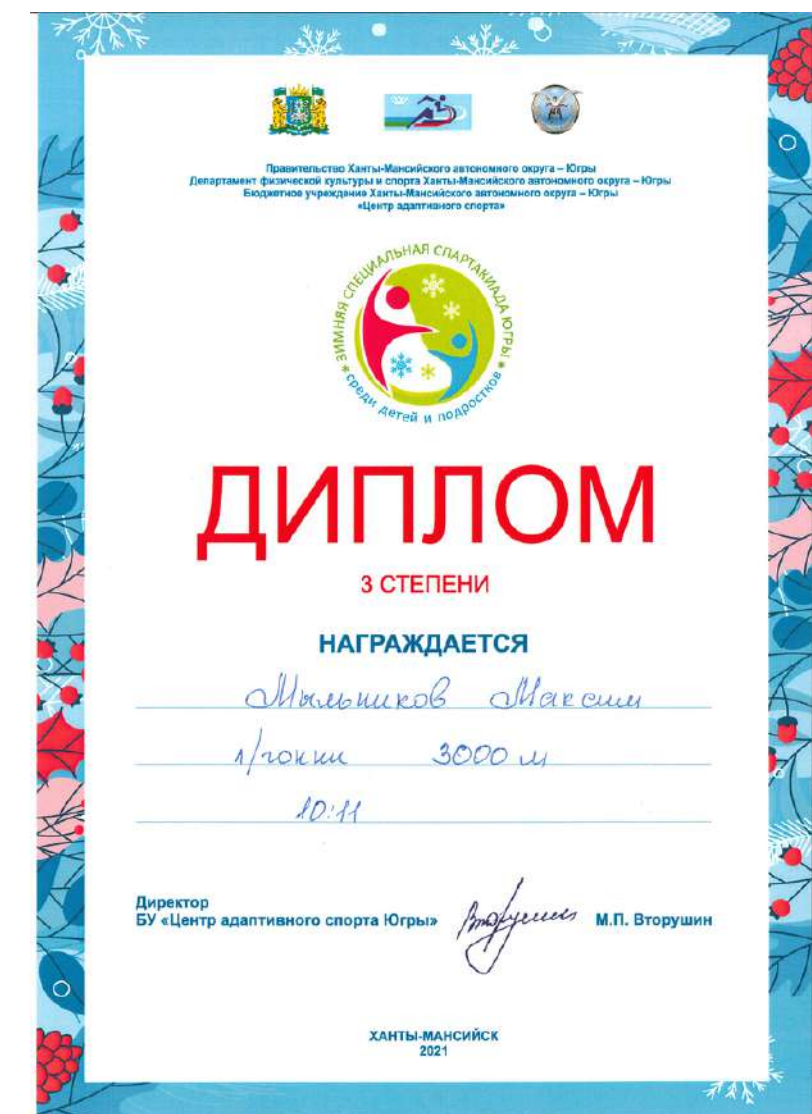 Правительство Ханты-Мансийского автономного округа – Югры
Департамент физической культуры и спорта Ханты-Мансийского автономного округа – Югры
Бюджетное учреждение Ханты-Мансийского автономного округа – Югры
«Центр адаптивного спорта»
ЗИМНЯЯ СПЕЦИАЛЬНАЯ СПАРТАКИАДА ЮГРЫ
среди детей и подростков
ДИПЛОМ
3 СТЕПЕНИ
НАГРАЖДАЕТСЯ
Мыльников Максим
л/гонки 3000 м
10:11
Директор
БУ «Центр адаптивного спорта Югры» Вторушин М.П. Вторушин
ХАНТЫ-МАНСИЙСК
2021